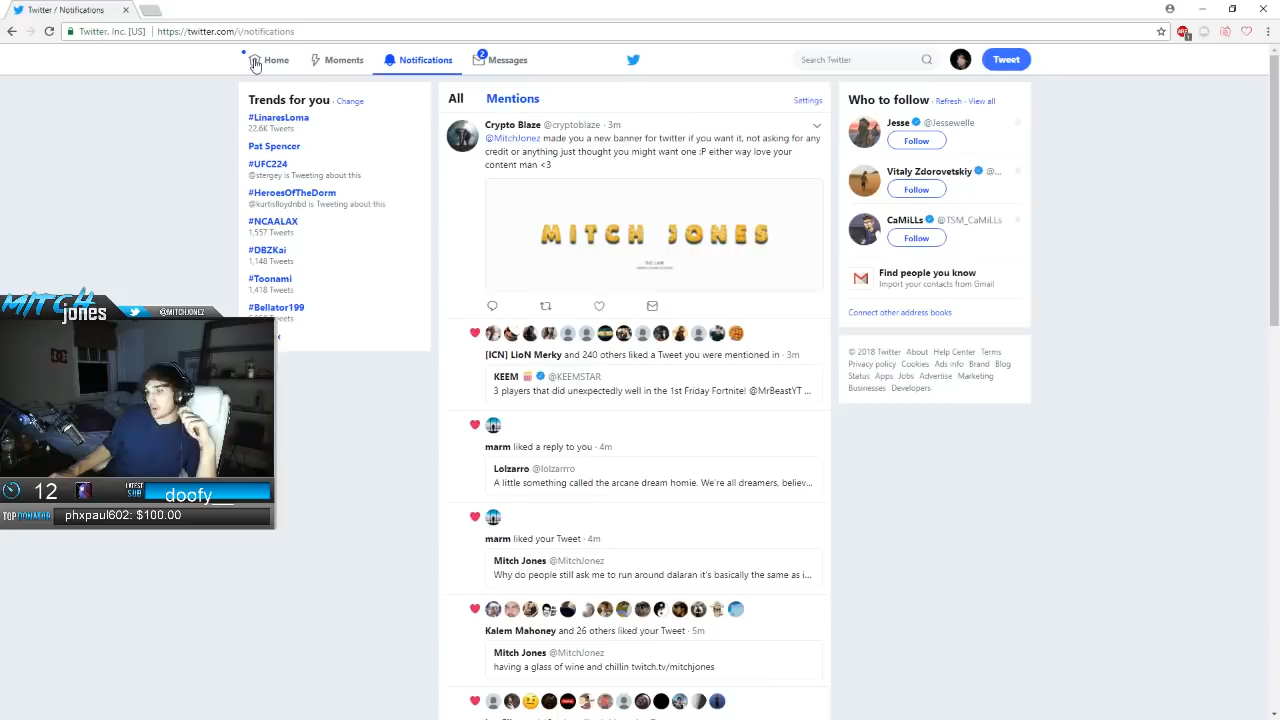 Twitter / Notifications
Twitter, Inc. [US]
https://twitter.com/i/notifications
Home
Moments
Notifications
2
Messages
Search Twitter
Tweet
Trends for you · Change
#LinaresLoma
22.6K Tweets
Pat Spencer
#UFC224
@stergey is Tweeting about this
#HeroesOfTheDorm
@kurtislloydnbd is Tweeting about this
#NCAALAX
1,557 Tweets
#DBZKai
1,148 Tweets
#Toonami
1,418 Tweets
#Bellator199
jones
@MITCHJONEZ
12
LATEST SUB
doofy__
TOP DONATOR
phxpaul602: $100.00
All
Mentions
Settings
Crypto Blaze @cryptoblaze · 3m
@MitchJonez made you a new banner for twitter if you want it, not asking for any
credit or anything just thought you might want one :P either way love your
content man <3
MITCH JONES
[ICN] LioN Merky and 240 others liked a Tweet you were mentioned in · 3m
KEEM @KEEMSTAR
3 players that did unexpectedly well in the 1st Friday Fortnite! @MrBeastYT ...
marm liked a reply to you · 4m
Lolzarro @lolzarrro
A little something called the arcane dream homie. We're all dreamers, believ...
marm liked your Tweet · 4m
Mitch Jones @MitchJonez
Why do people still ask me to run around dalaran it's basically the same as i...
Kalem Mahoney and 26 others liked your Tweet · 5m
Mitch Jones @MitchJonez
having a glass of wine and chillin twitch.tv/mitchjones
Who to follow · Refresh · View all
Jesse @Jessewelle
Follow
Vitaly Zdorovetskiy @...
Follow
CaMiLLs @TSM_CaMiLLs
Follow
Find people you know
Import your contacts from Gmail
Connect other address books
© 2018 Twitter About Help Center Terms
Privacy policy Cookies Ads info Brand Blog
Status Apps Jobs Advertise Marketing
Businesses Developers